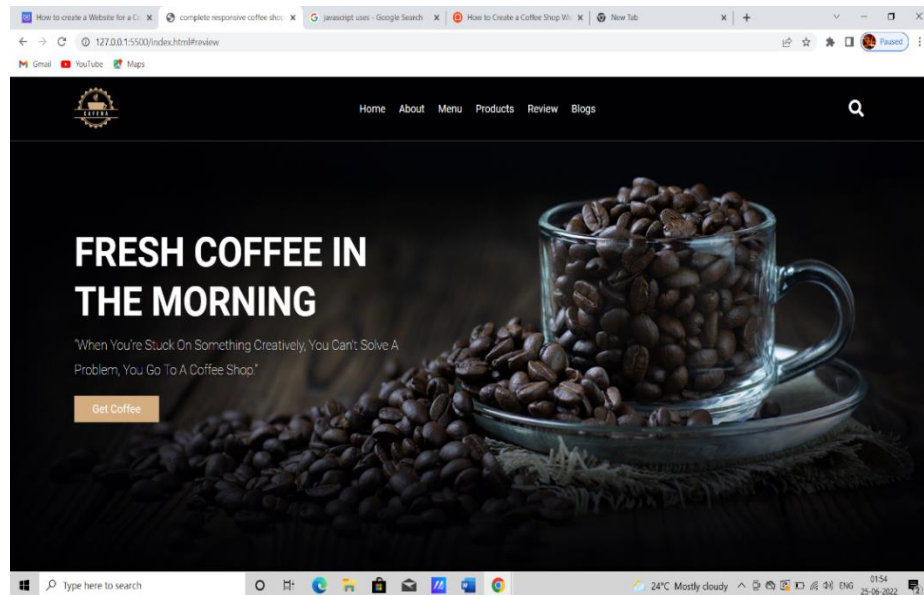 How to create a Website for a Co
complete responsive coffee shop
javascript uses - Google Search
How to Create a Coffee Shop We
New Tab
127.0.0.1:5500/index.html#review
Paused
Gmail
YouTube
Maps
Home About Menu Products Review Blogs
FRESH COFFEE IN
THE MORNING
"When You're Stuck On Something Creatively, You Can't Solve A
Problem, You Go To A Coffee Shop."
Get Coffee
Type here to search
24°C Mostly cloudy
ENG
01:54
25-06-2022